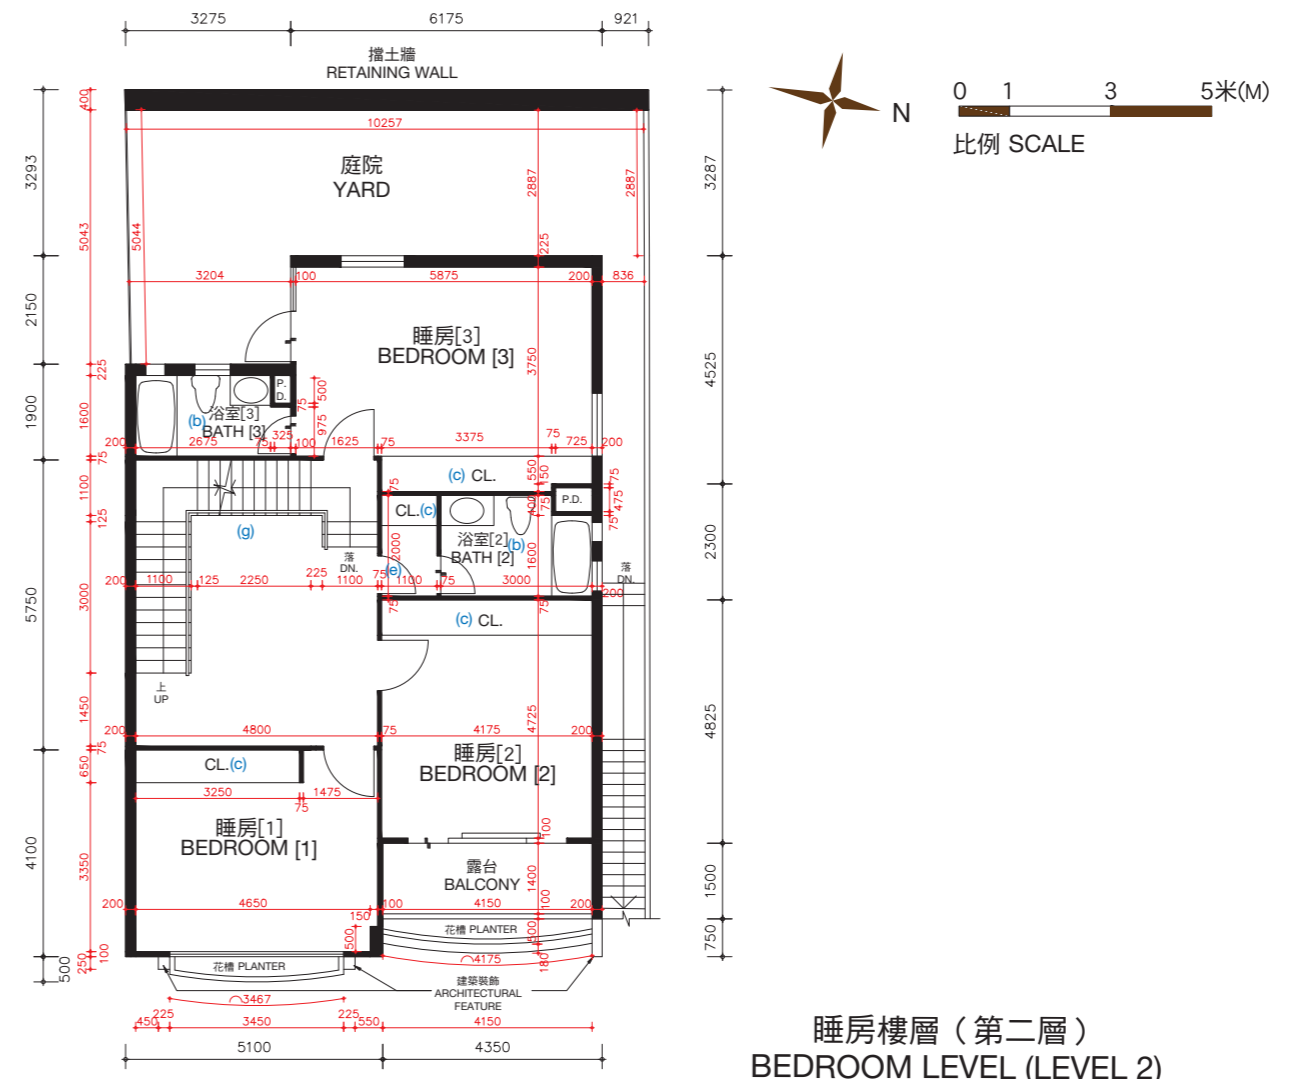 3275 6175 921
擋土牆
RETAINING WALL
0 1 3 5米(M)
N
比例 SCALE
400
10257
庭院
YARD
3293
5043
5044
2887
2887
3287
225
3204 100 5875 200 836
2150
睡房[3]
BEDROOM [3]
3750
4525
225
P.
D.
500
75
1900
1600
(b) 浴室[3]
BATH [3]
975
325
200 2675 75 100 1625 75 3375 75 725 200
75
(c) CL.
550
150
75
1100
75
CL.(c)
400
75
P.D.
475
75
125
(g)
浴室[2]
BATH [2] (b)
2000
1600
2300
落
DN.
(e)
落
DN.
200 1100 125 2250 225 1100 75 1100 75 3000 200
3000
5750
75
75
(c) CL.
上
UP
1450
4725
4825
200 4800 75 4175 200
75
650
CL.(c)
睡房[2]
BEDROOM [2]
3250 1475
75
睡房[1]
BEDROOM [1]
100
4100
3350
露台
BALCONY
1400
1500
200 4650 150 100 4150 200
100
500
花槽 PLANTER
500
750
100
250
500
花槽 PLANTER
4175
180
建築裝飾
ARCHITECTURAL
FEATURE
3467
450 225 3450 225 550 4150
5100 4350
睡房樓層（第二層）
BEDROOM LEVEL (LEVEL 2)